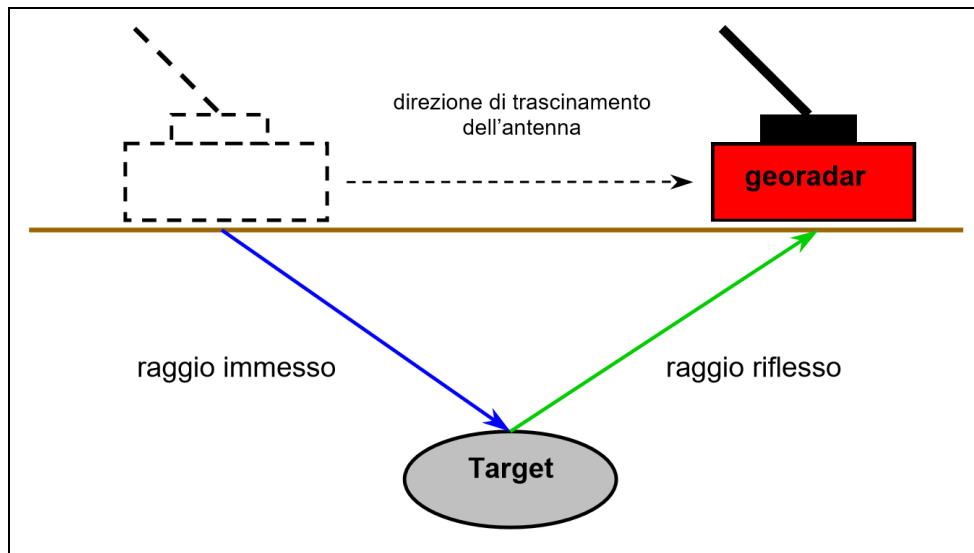 direzione di trascinamento
dell'antenna
georadar
raggio immesso
raggio riflesso
Target